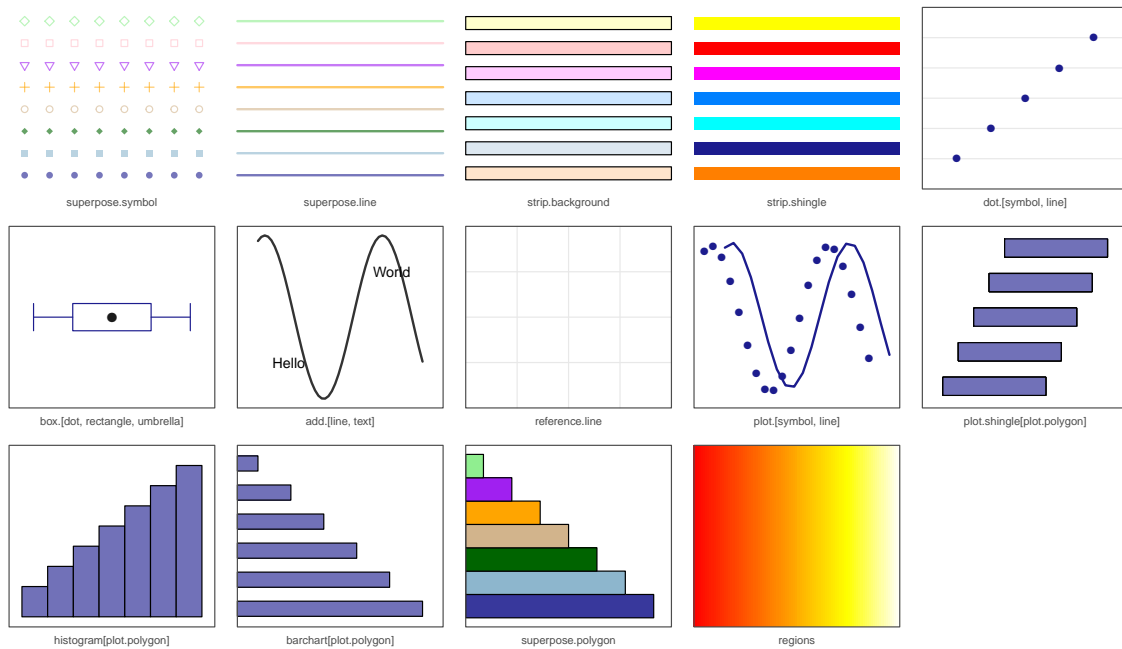 superpose.symbol
superpose.line
strip.background
strip.shingle
dot.[symbol, line]
World
Hello
box.[dot, rectangle, umbrella]
add.[line, text]
reference.line
plot.[symbol, line]
plot.shingle[plot.polygon]
histogram[plot.polygon]
barchart[plot.polygon]
superpose.polygon
regions